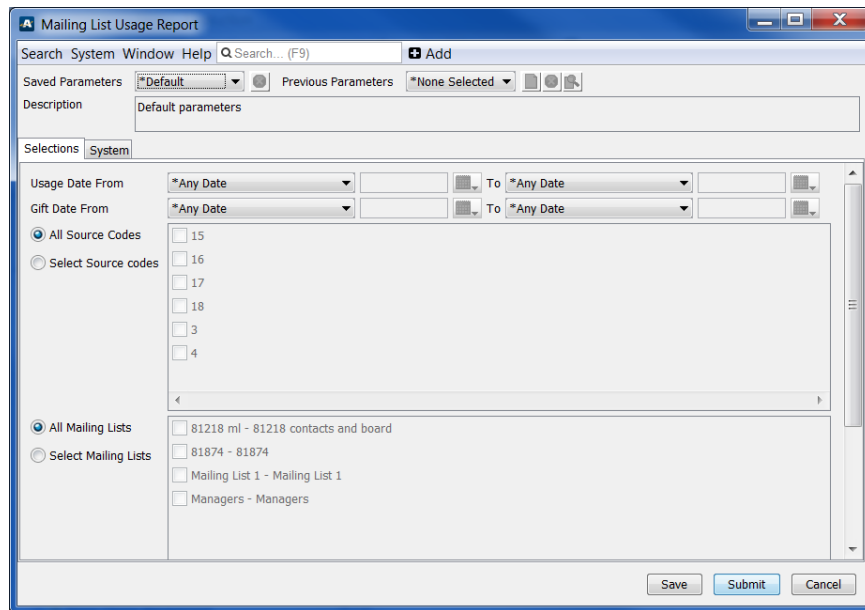 Mailing List Usage Report
Search System Window Help Search... (F9) Add
Saved Parameters *Default Previous Parameters *None Selected
Description Default parameters
Selections System
Usage Date From *Any Date To *Any Date
Gift Date From *Any Date To *Any Date
All Source Codes
Select Source codes
15
16
17
18
3
4
All Mailing Lists
Select Mailing Lists
81218 ml - 81218 contacts and board
81874 - 81874
Mailing List 1 - Mailing List 1
Managers - Managers
Save Submit Cancel